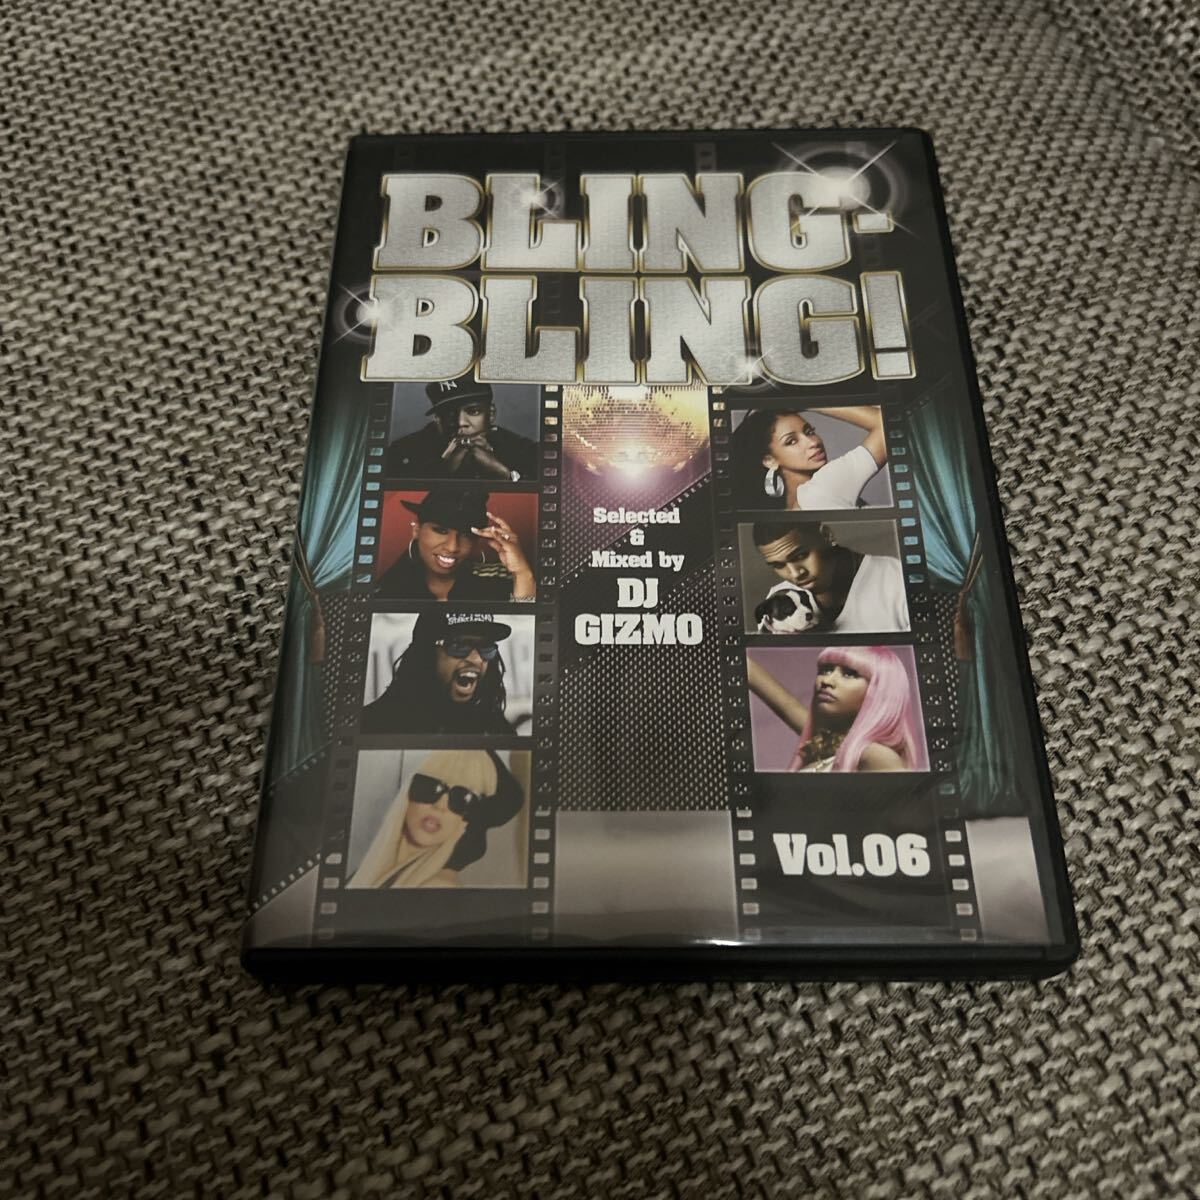 BLING-
BLING!
Selected
&
Mixed by
DJ
GIZMO
Vol.06